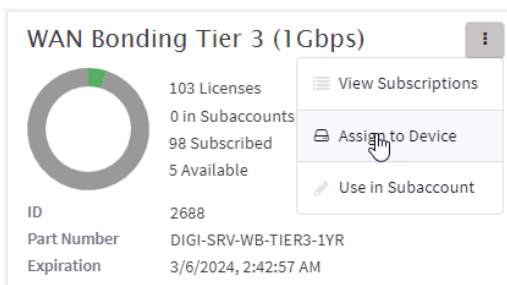 WAN Bonding Tier 3 (1Gbps)
103 Licenses
0 in Subaccounts
98 Subscribed
5 Available
View Subscriptions
Assign to Device
Use in Subaccount
ID 2688
Part Number DIGI-SRV-WB-TIER3-1YR
Expiration 3/6/2024, 2:42:57 AM